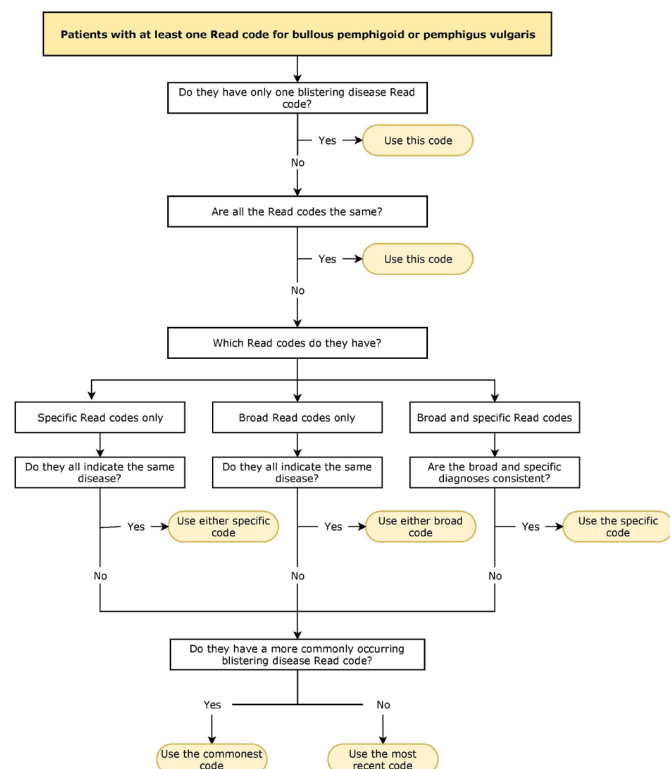 Patients with at least one Read code for bullous pemphigoid or pemphigus vulgaris
Do they have only one blistering disease Read
code?
Yes
Use this code
No
Are all the Read codes the same?
Yes
Use this code
No
Which Read codes do they have?
Specific Read codes only
Broad Read codes only
Broad and specific Read codes
Do they all indicate the same
disease?
Do they all indicate the same
disease?
Are the broad and specific
diagnoses consistent?
Yes
Use either specific
code
Yes
Use either broad
code
Yes
Use the specific
code
No
No
No
Do they have a more commonly occurring
blistering disease Read code?
Yes
No
Use the commonest
code
Use the most
recent code